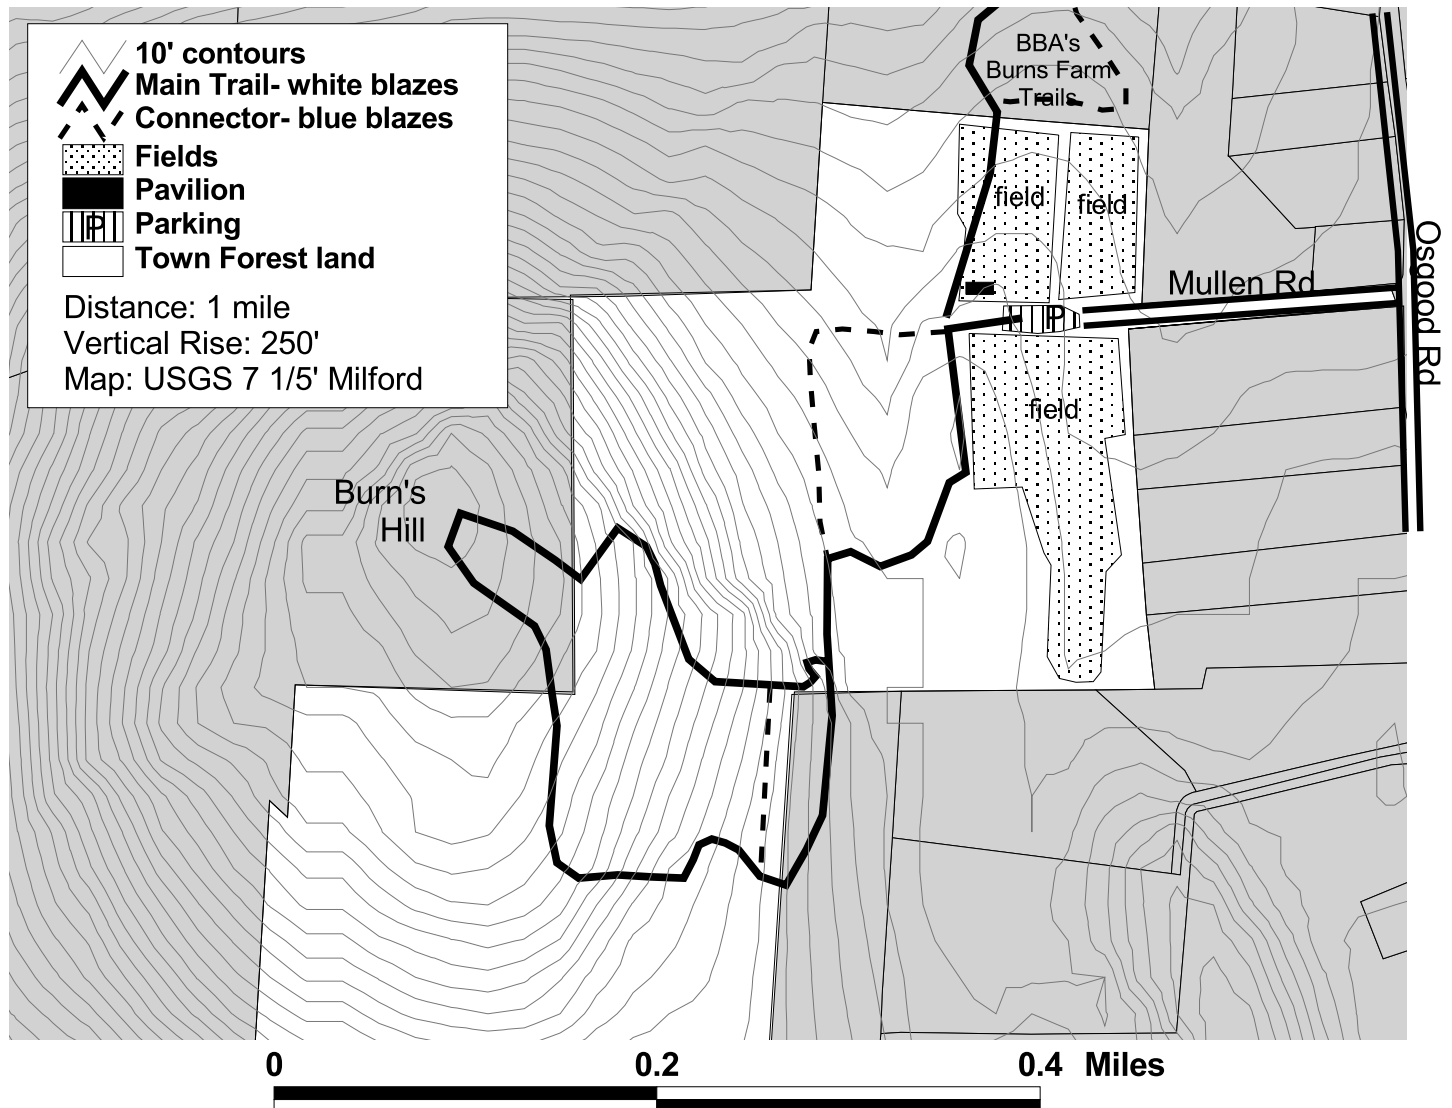 10' contours
Main Trail- white blazes
Connector- blue blazes
Fields
Pavilion
P
Parking
Town Forest land
Distance: 1 mile
Vertical Rise: 250'
Map: USGS 7 1/5' Milford
BBA's
Burns Farm
Trails
field
field
Mullen Rd
Osgood Rd
P
field
Burn's
Hill
0
0.2
0.4 Miles